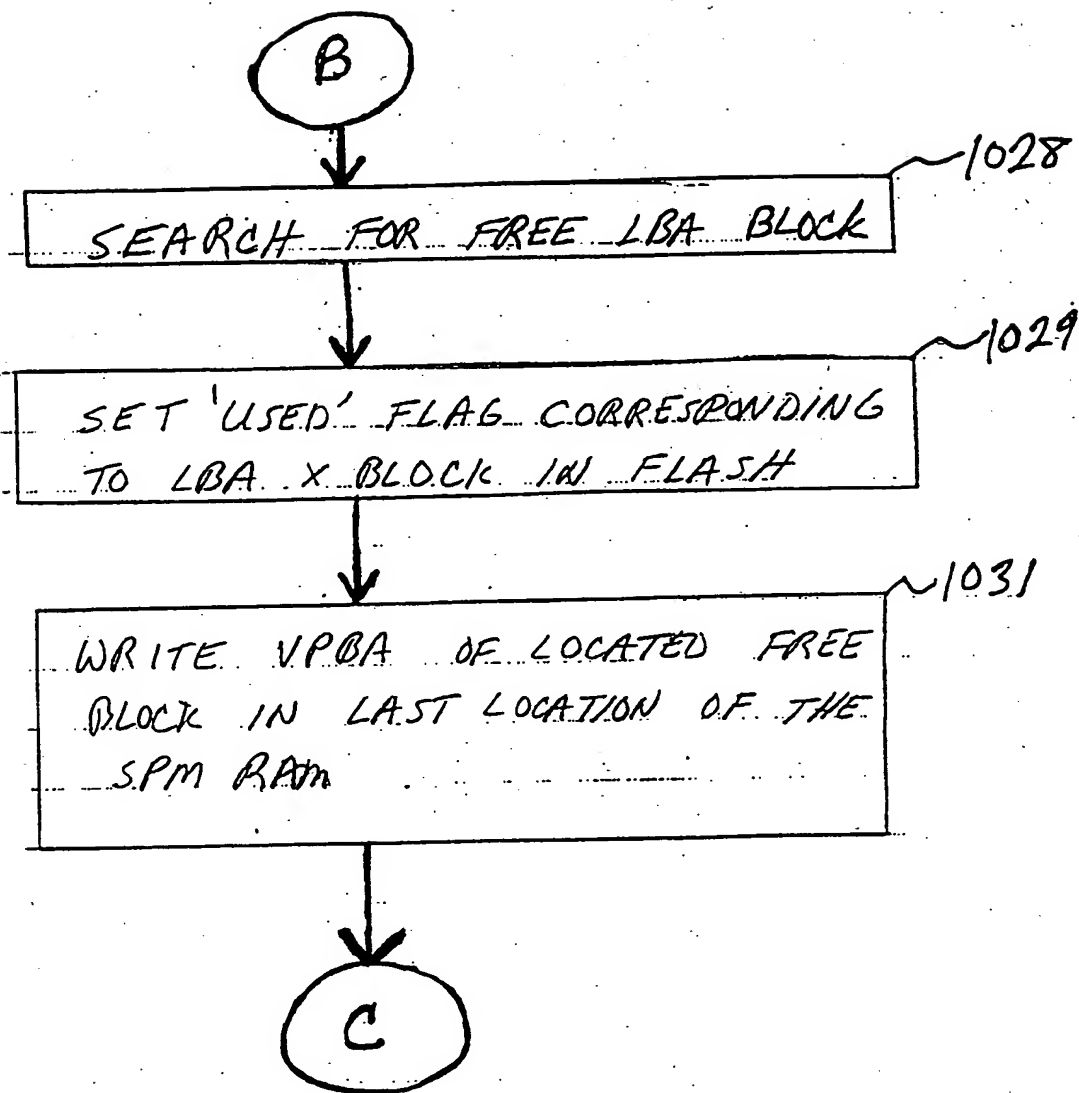 B
1028
SEARCH FOR FREE LBA BLOCK
1029
SET 'USED' FLAG CORRESPONDING
TO LBA X BLOCK IN FLASH
1031
WRITE VPBA OF LOCATED FREE
BLOCK IN LAST LOCATION OF THE
SPM RAM
C